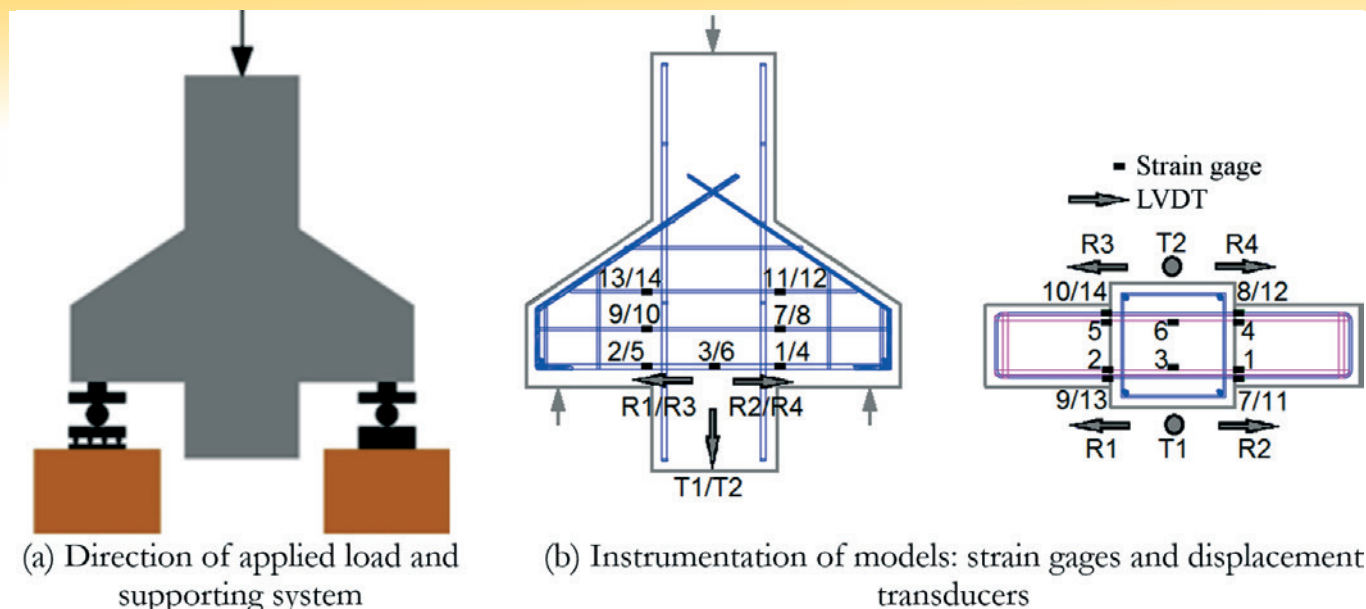 Strain gage
LVDT
13/14
11/12
9/10
7/8
2/5
3/6
1/4
R1/R3
R2/R4
T1/T2
R3
T2
R4
10/14
8/12
5
6
4
2
3
1
9/13
7/11
R1
T1
R2
(a) Direction of applied load and
supporting system
(b) Instrumentation of models: strain gages and displacement
transducers